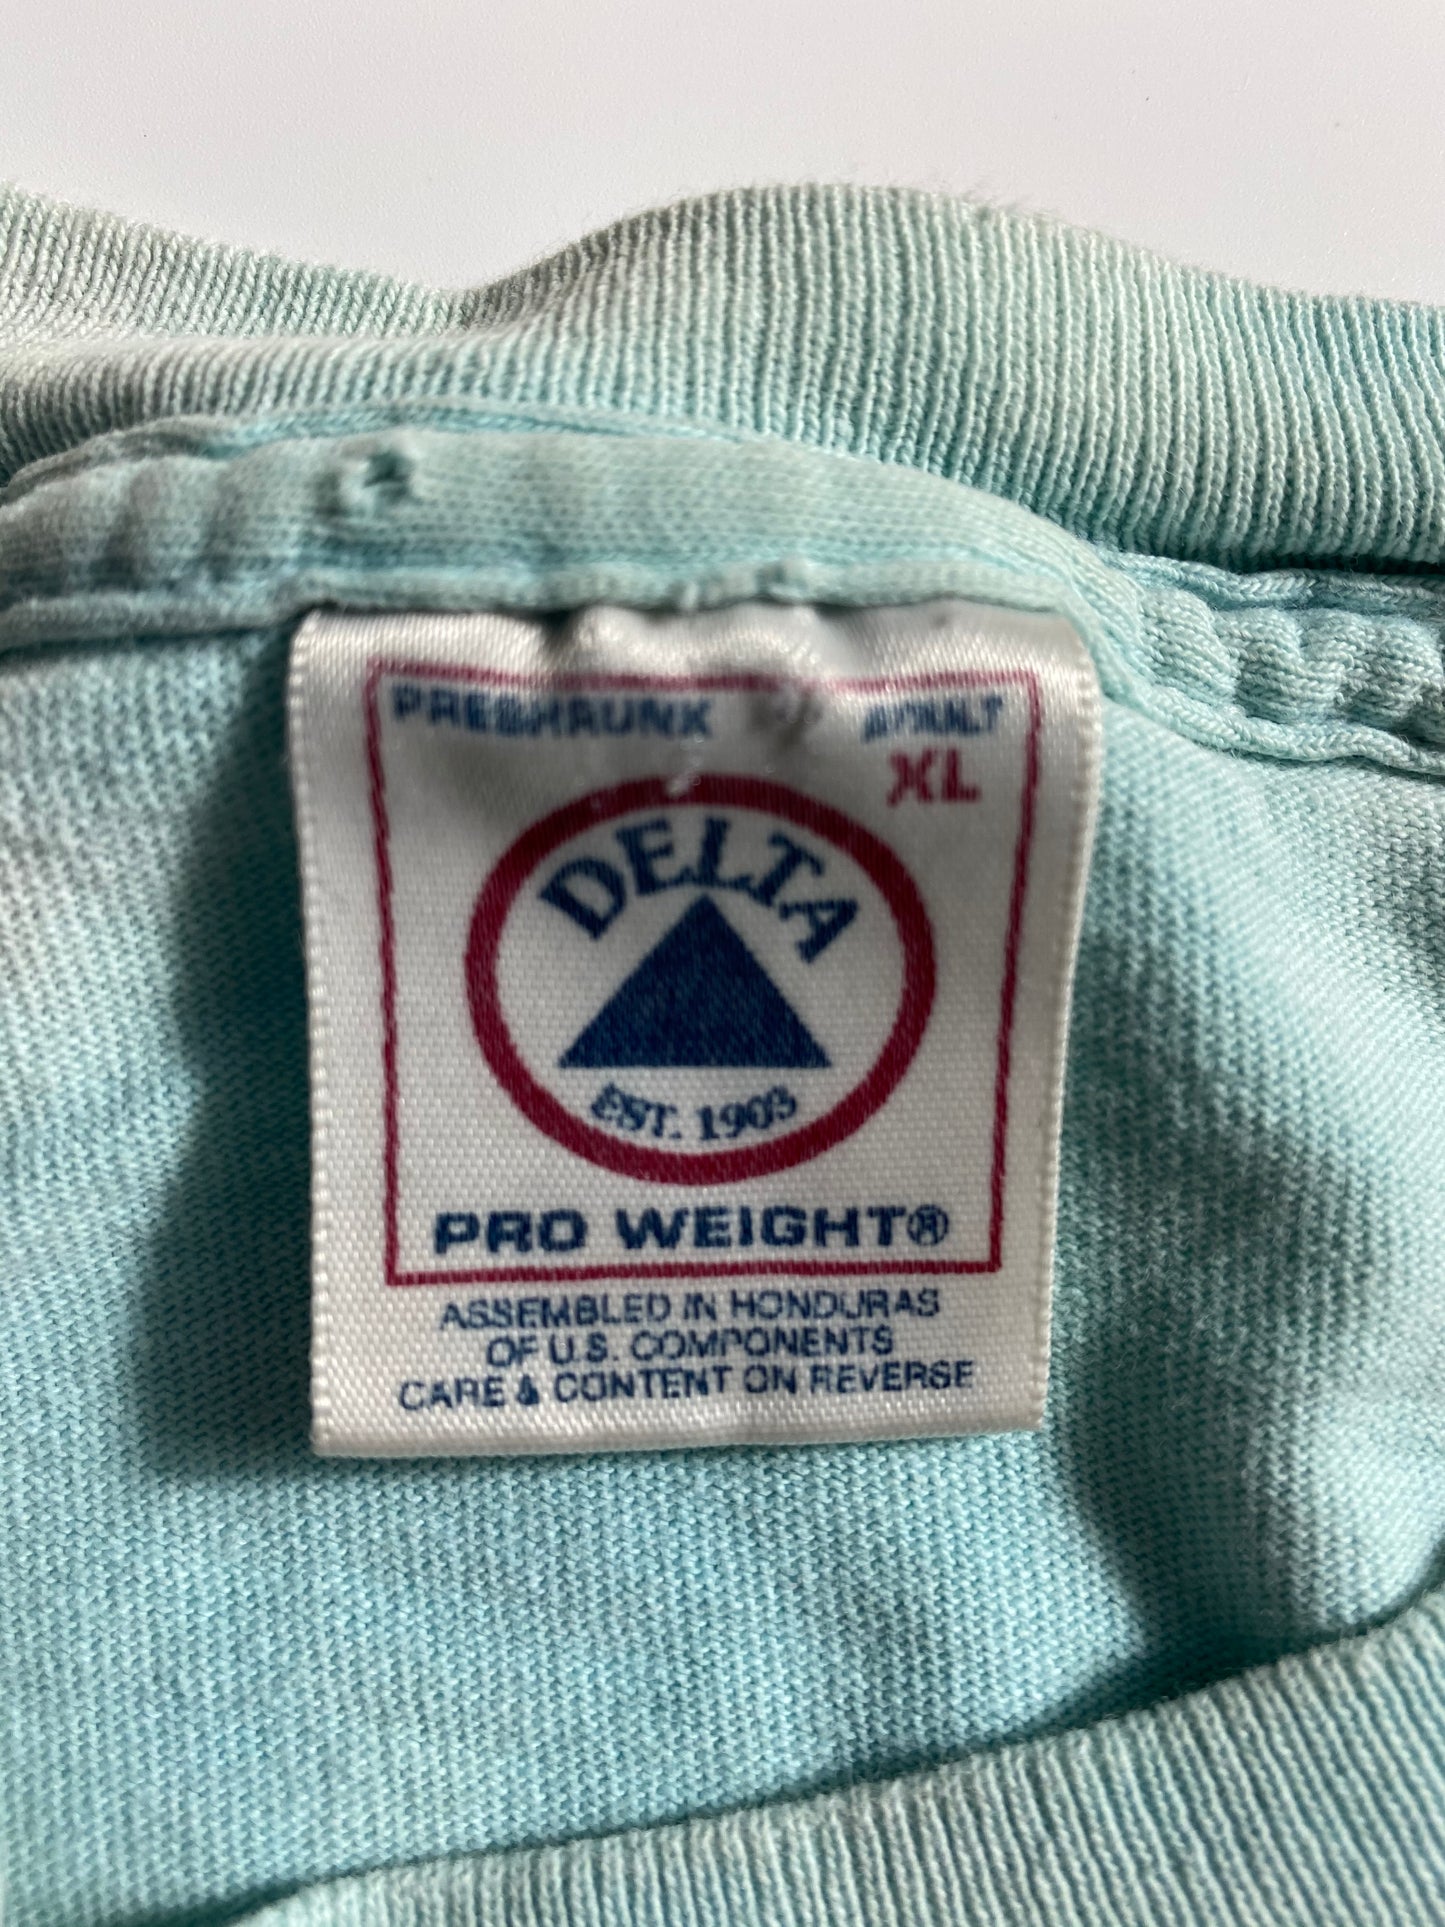 PRESHRUNK ADULT
XL
DELTA
EST. 1903
PRO WEIGHT®
ASSEMBLED IN HONDURAS
OF U.S. COMPONENTS
CARE & CONTENT ON REVERSE